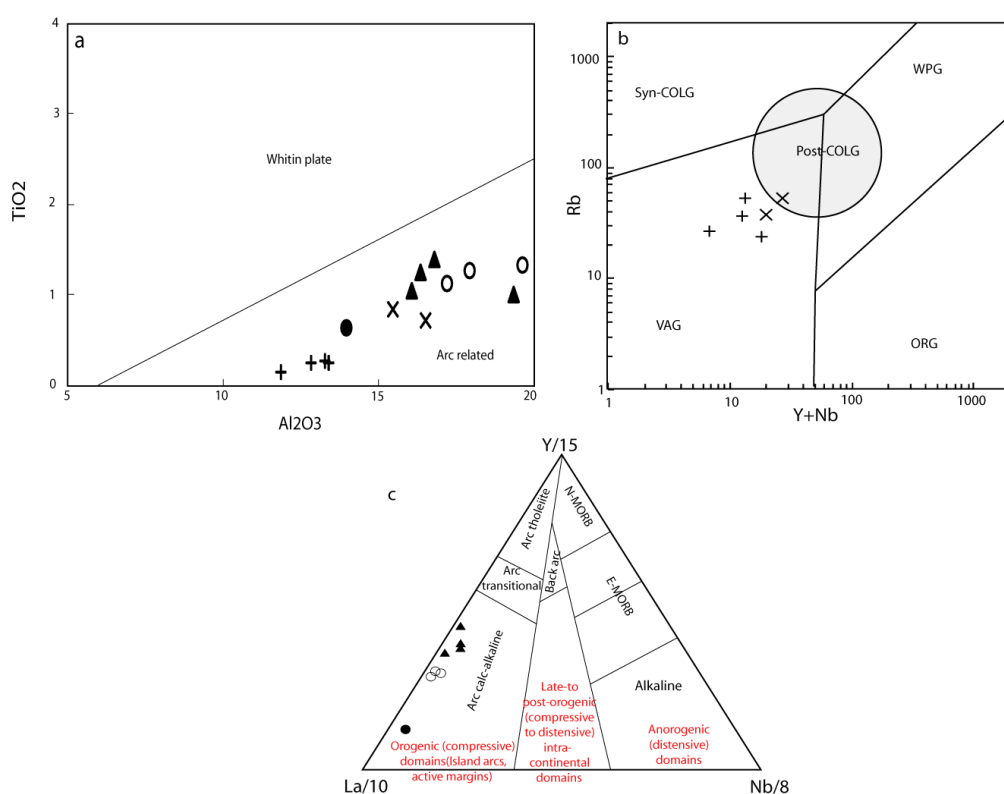 a
4
3
2
1
0
TiO2
Whitin plate
Arc related
5
10
15
20
Al2O3
b
1000
100
10
1
Rb
Syn-COLG
WPG
Post-COLG
VAG
ORG
1
10
100
1000
Y+Nb
c
Y/15
Arc tholeiite
N-MORB
Back arc
Arc
transitional
E-MORB
Arc calc-alkaline
Alkaline
Late-to
post-orogenic
(compressive
to distensive)
intra-
continental
domains
Orogenic (compressive)
domains(Island arcs,
active margins)
Anorogenic
(distensive)
domains
La/10
Nb/8